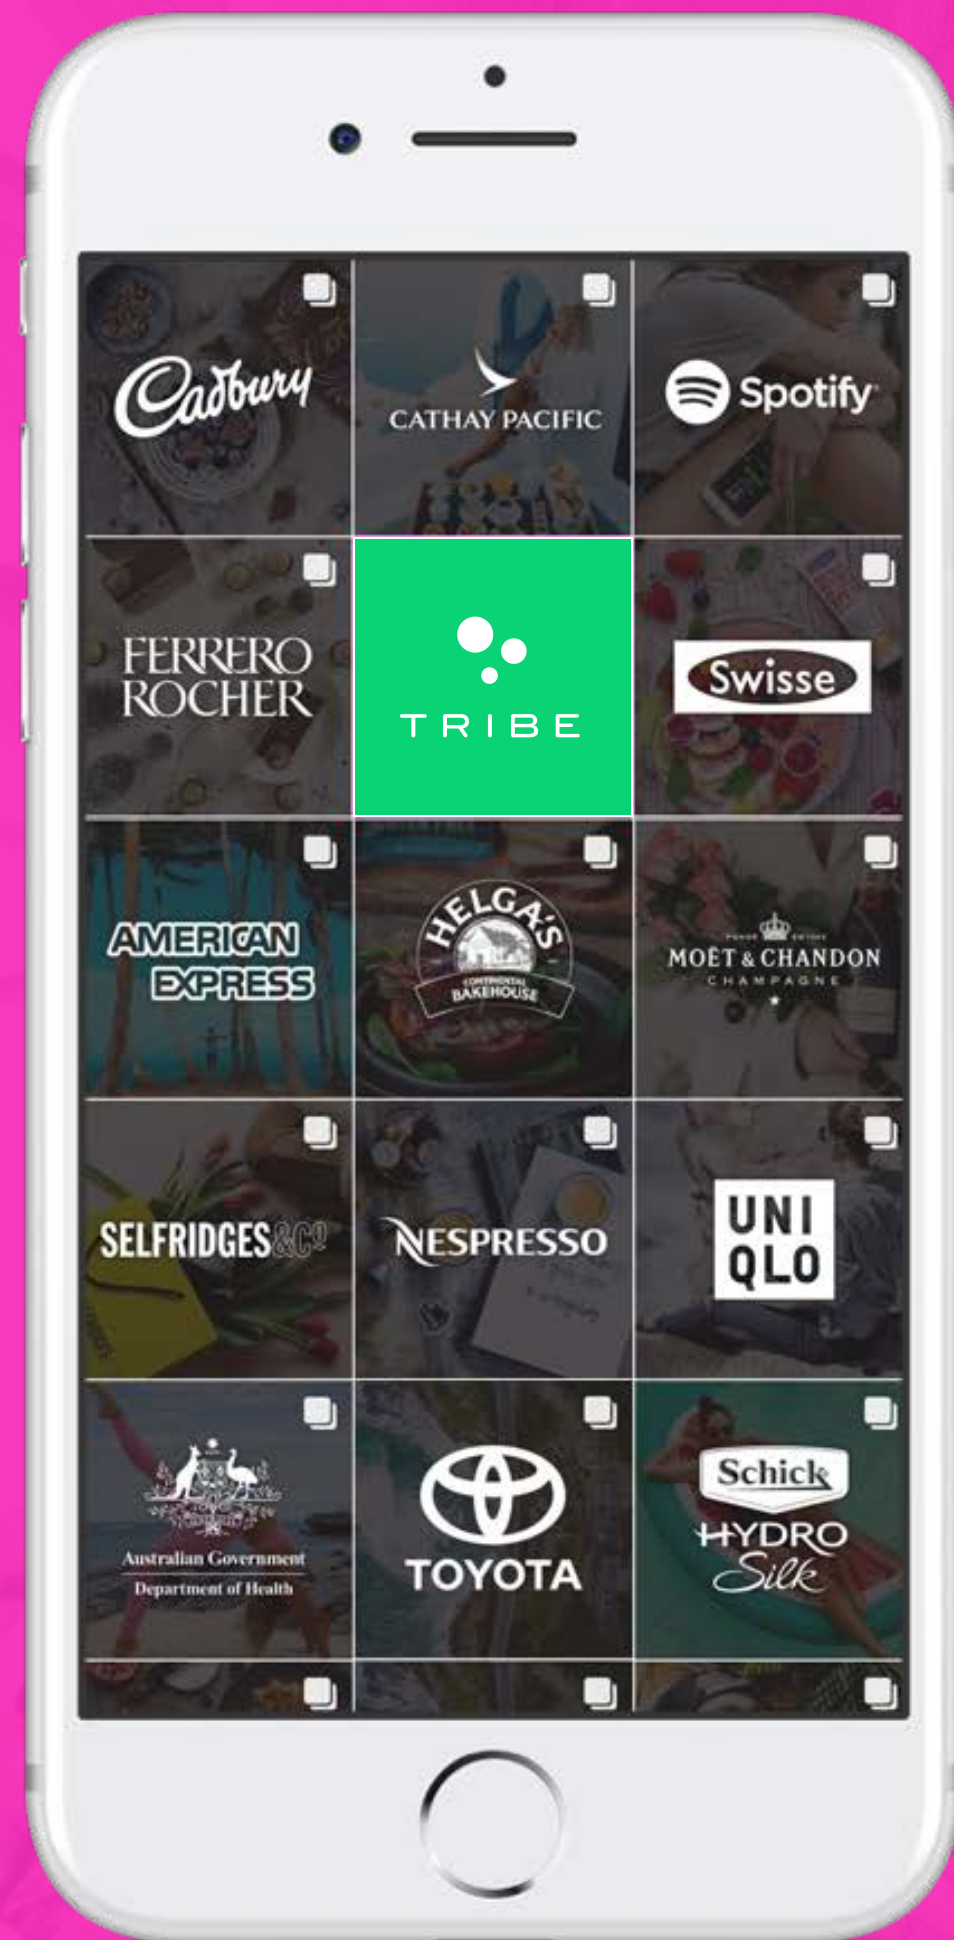 Cadbury
CATHAY PACIFIC
Spotify
FERRERO
ROCHER
TRIBE
Swisse
AMERICAN
EXPRESS
HELGA'S
CONTINENTAL
BAKEHOUSE
MOËT & CHANDON
CHAMPAGNE
SELFRIDGES&Cº
NESPRESSO
UNI
QLO
Australian Government
Department of Health
TOYOTA
Schick
HYDRO
Silk